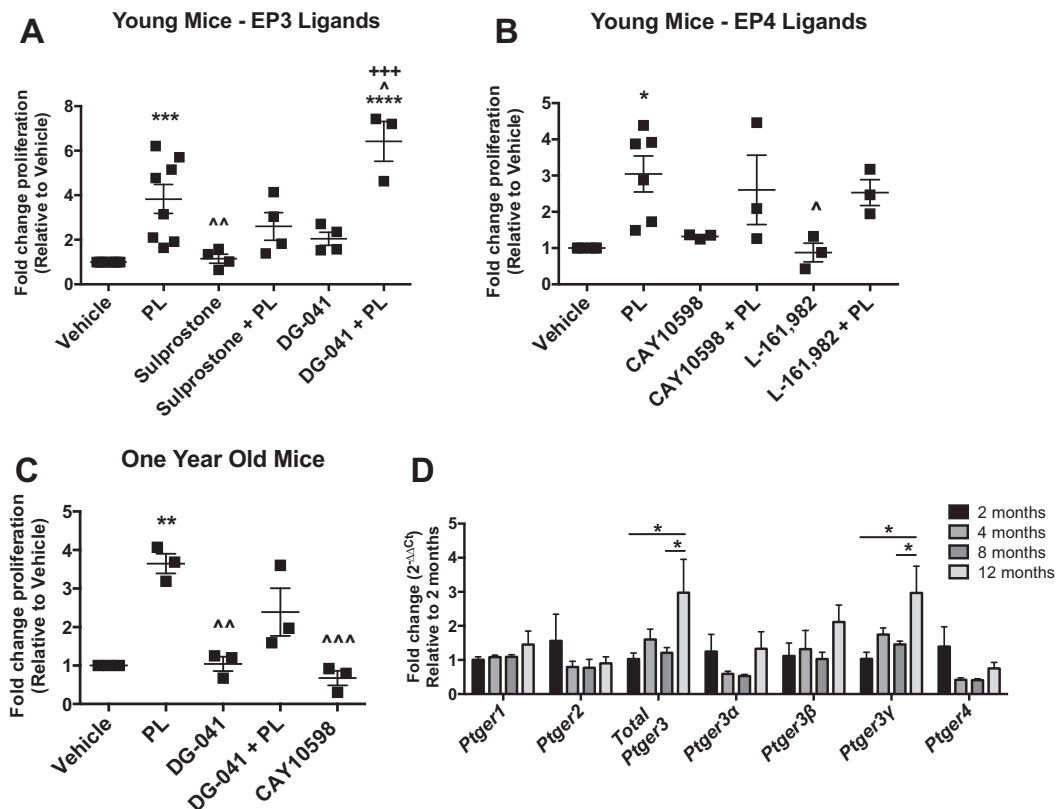 A
Young Mice - EP3 Ligands
Fold change proliferation
(Relative to Vehicle)
8
6
4
2
0
***
^^
+++
^
****
Vehicle
PL
Sulprostone
Sulprostone + PL
DG-041
DG-041 + PL
B
Young Mice - EP4 Ligands
Fold change proliferation
(Relative to Vehicle)
5
4
3
2
1
0
*
^
Vehicle
PL
CAY10598
CAY10598 + PL
L-161,982
L-161,982 + PL
C
One Year Old Mice
Fold change proliferation
(Relative to Vehicle)
5
4
3
2
1
0
**
^^
^^^
Vehicle
PL
DG-041
DG-041 + PL
CAY10598
D
Fold change (2-ΔΔCt)
Relative to 2 months
5
4
3
2
1
0
*
*
*
*
2 months
4 months
8 months
12 months
Ptger1
Ptger2
Total
Ptger3
Ptger3α
Ptger3β
Ptger3γ
Ptger4